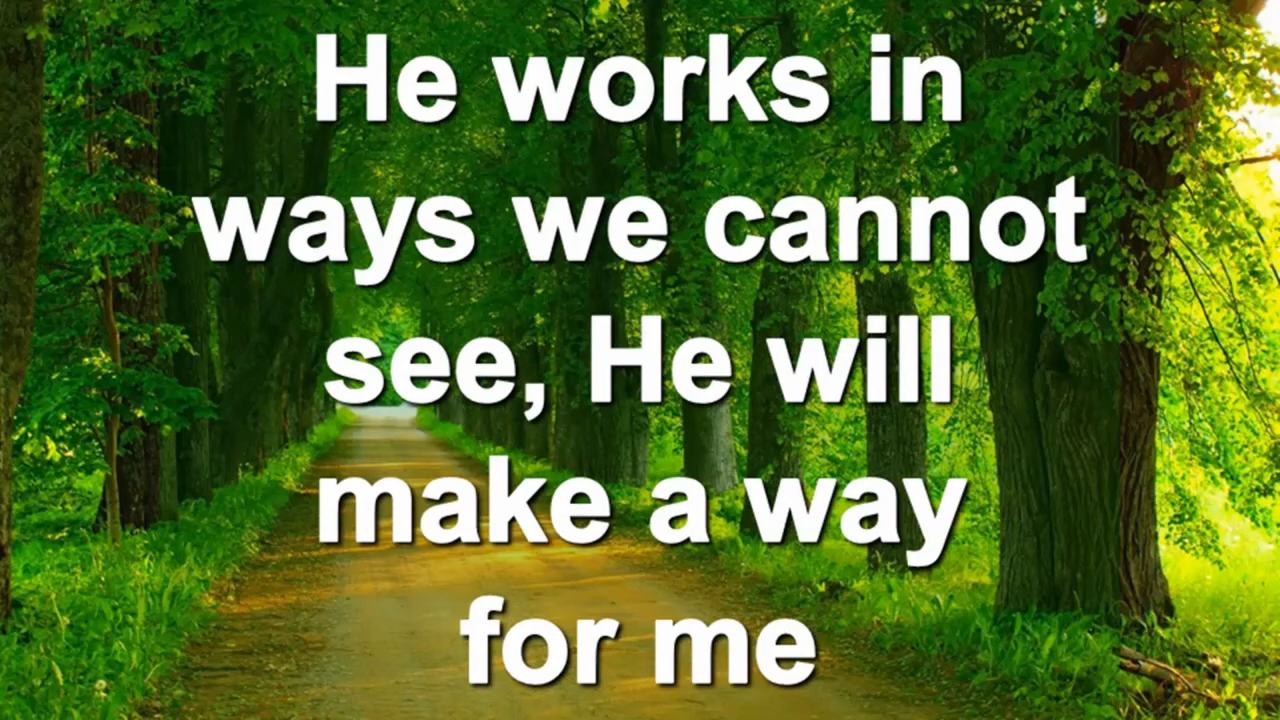 He works in
ways we cannot
see, He will
make a way
for me